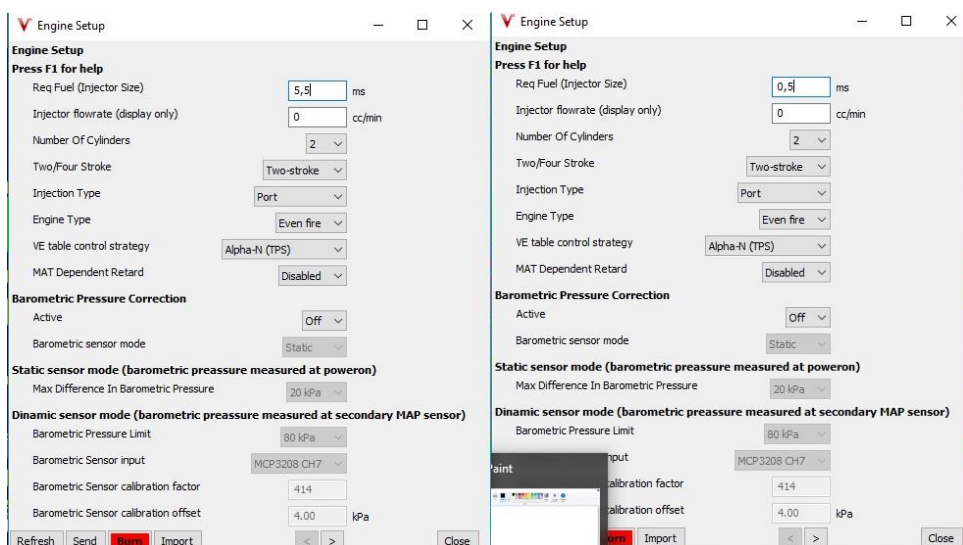 Engine Setup
Engine Setup
Press F1 for help
Req Fuel (Injector Size) 5,5 ms
Injector flowrate (display only) 0 cc/min
Number Of Cylinders 2
Two/Four Stroke Two-stroke
Injection Type Port
Engine Type Even fire
VE table control strategy Alpha-N (TPS)
MAT Dependent Retard Disabled
Barometric Pressure Correction
Active Off
Barometric sensor mode Static
Static sensor mode (barometric preassure measured at poweron)
Max Difference In Barometric Pressure 20 kPa
Dinamic sensor mode (barometric preassure measured at secondary MAP sensor)
Barometric Pressure Limit 80 kPa
Barometric Sensor input MCP3208 CH7
Barometric Sensor calibration factor 414
Barometric Sensor calibration offset 4.00 kPa
Refresh Send Burn Import < > Close
Engine Setup
Engine Setup
Press F1 for help
Req Fuel (Injector Size) 0,5 ms
Injector flowrate (display only) 0 cc/min
Number Of Cylinders 2
Two/Four Stroke Two-stroke
Injection Type Port
Engine Type Even fire
VE table control strategy Alpha-N (TPS)
MAT Dependent Retard Disabled
Barometric Pressure Correction
Active Off
Barometric sensor mode Static
Static sensor mode (barometric preassure measured at poweron)
Max Difference In Barometric Pressure 20 kPa
Dinamic sensor mode (barometric preassure measured at secondary MAP sensor)
Barometric Pressure Limit 80 kPa
nput MCP3208 CH7
aint
calibration factor 414
calibration offset 4.00 kPa
urn Import < > Close